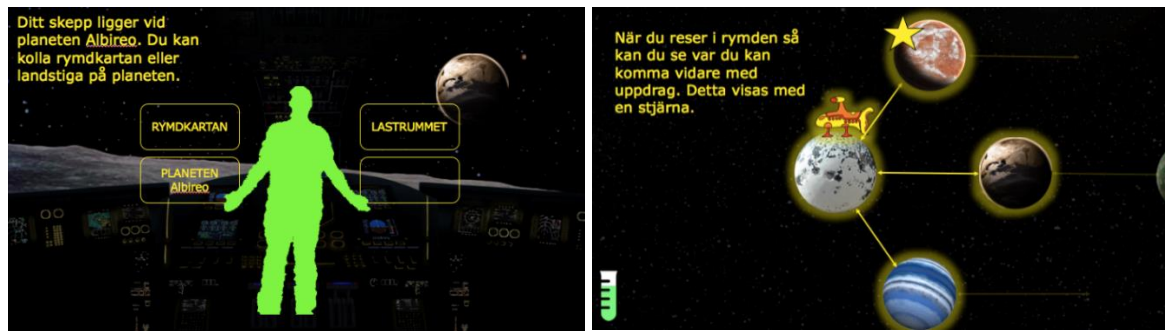 Ditt skepp ligger vid
planeten Albireo. Du kan
kolla rymdkartan eller
landstiga på planeten.
RYMDKARTAN
LASTRUMMET
PLANETEN
Albireo
När du reser i rymden så
kan du se var du kan
komma vidare med
uppdrag. Detta visas med
en stjärna.